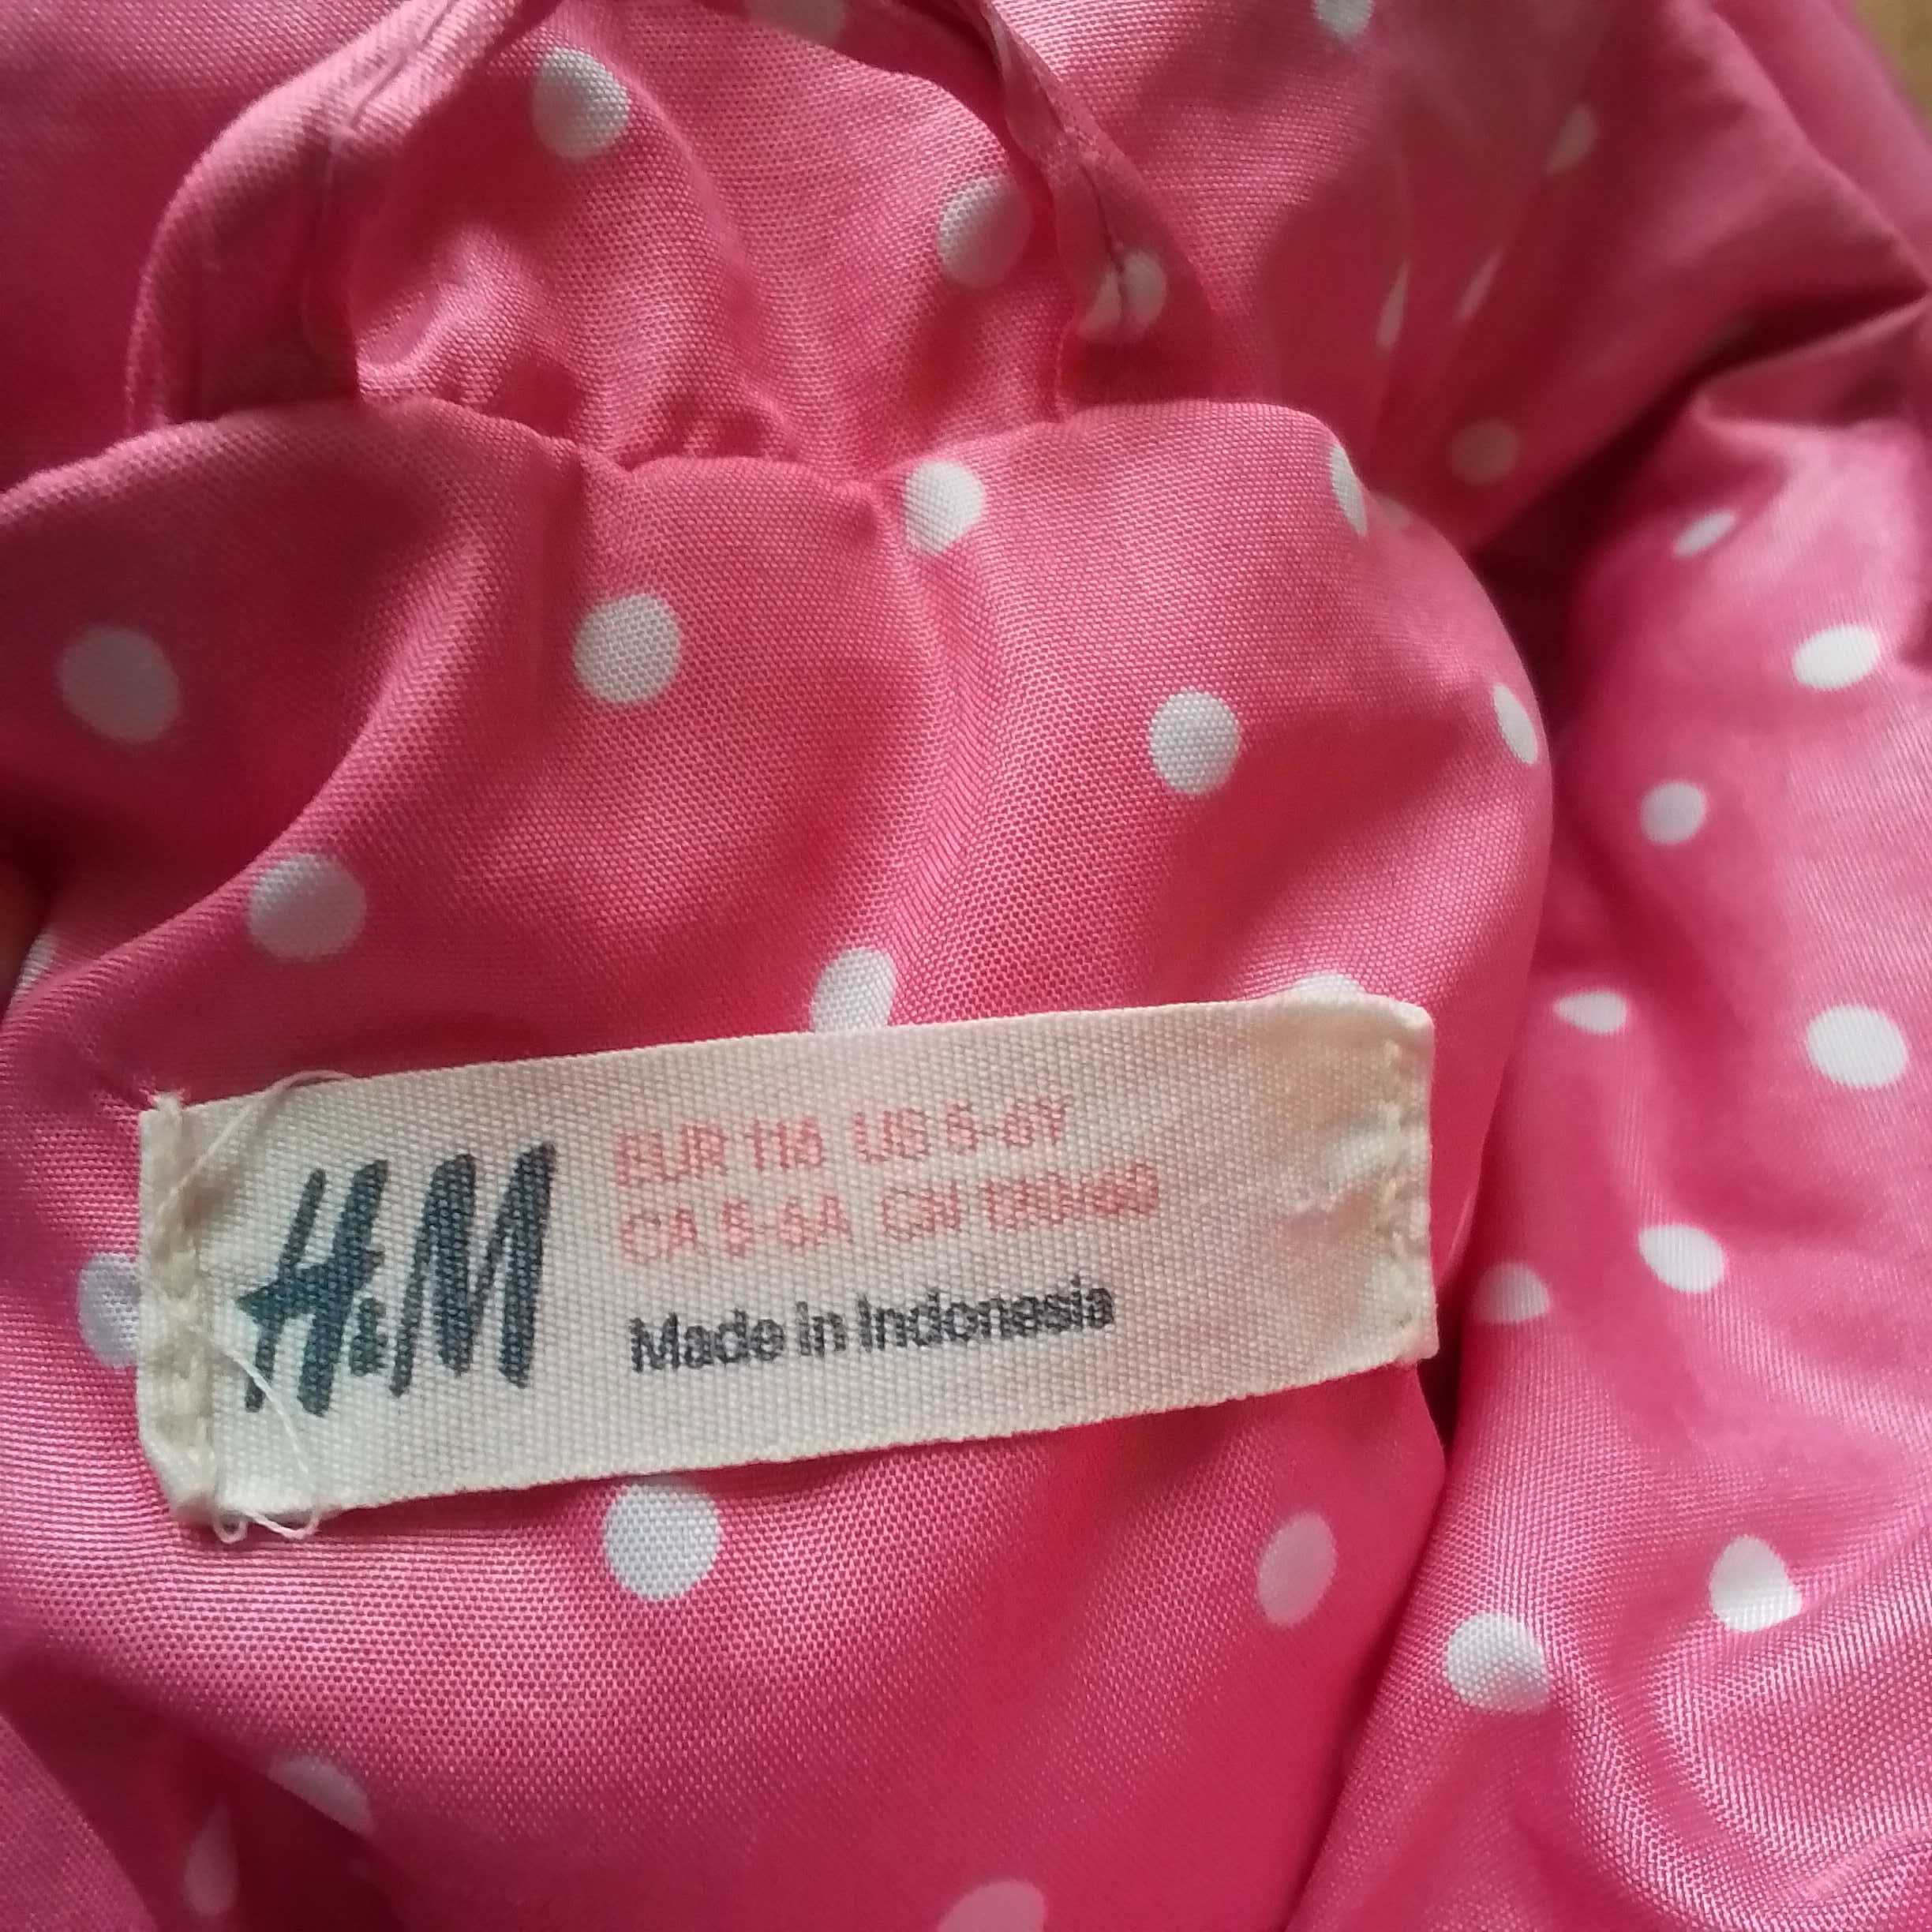 H&M
EUR 116 US 5-6Y
CA 5-6A CN 120/60
Made in Indonesia